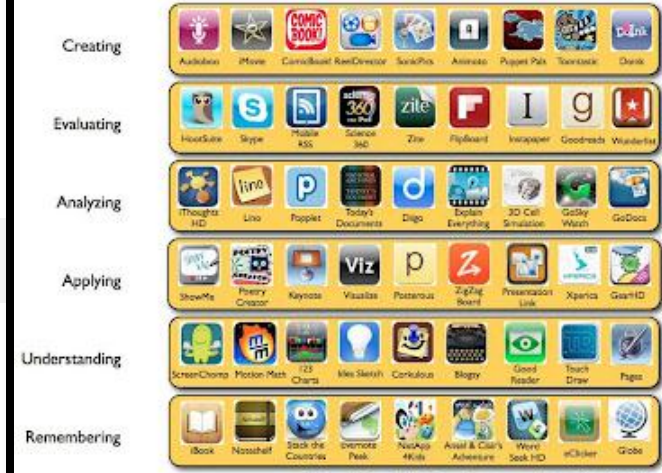 Creating
Audioboo iMovie ComicBook! ReelDirector SonicPics Animoto Puppet Pals Toontastic Doink
Evaluating
HootSuite Skype Mobile RSS Science 360 Zite FlipBoard Instapaper Goodreads Wunderlist
Analyzing
iThoughts HD Lino Popplet Today's Documents Diigo Explain Everything 3D Cell Simulation GoSky Watch GoDocs
Applying
ShowMe Poetry Creator Keynote Visualize Posterous ZigZag Board Presentation Link Xperica GearHD
Understanding
ScreenChomp Motion Math 123 Charts Idea Sketch Corkulous Blogsy Good Reader Touch Draw Pages
Remembering
iBook Noteshelf Stack the Countries Evernote Peek 4Kids Ansel & Clair's Adventure Word Seek HD eClicker Globe